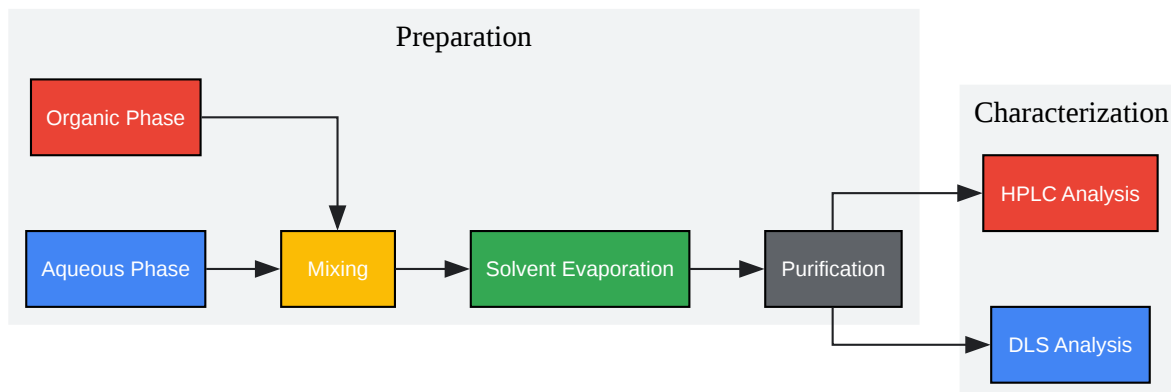 Preparation
Organic Phase
Aqueous Phase
Mixing
Solvent Evaporation
Purification
Characterization
HPLC Analysis
DLS Analysis